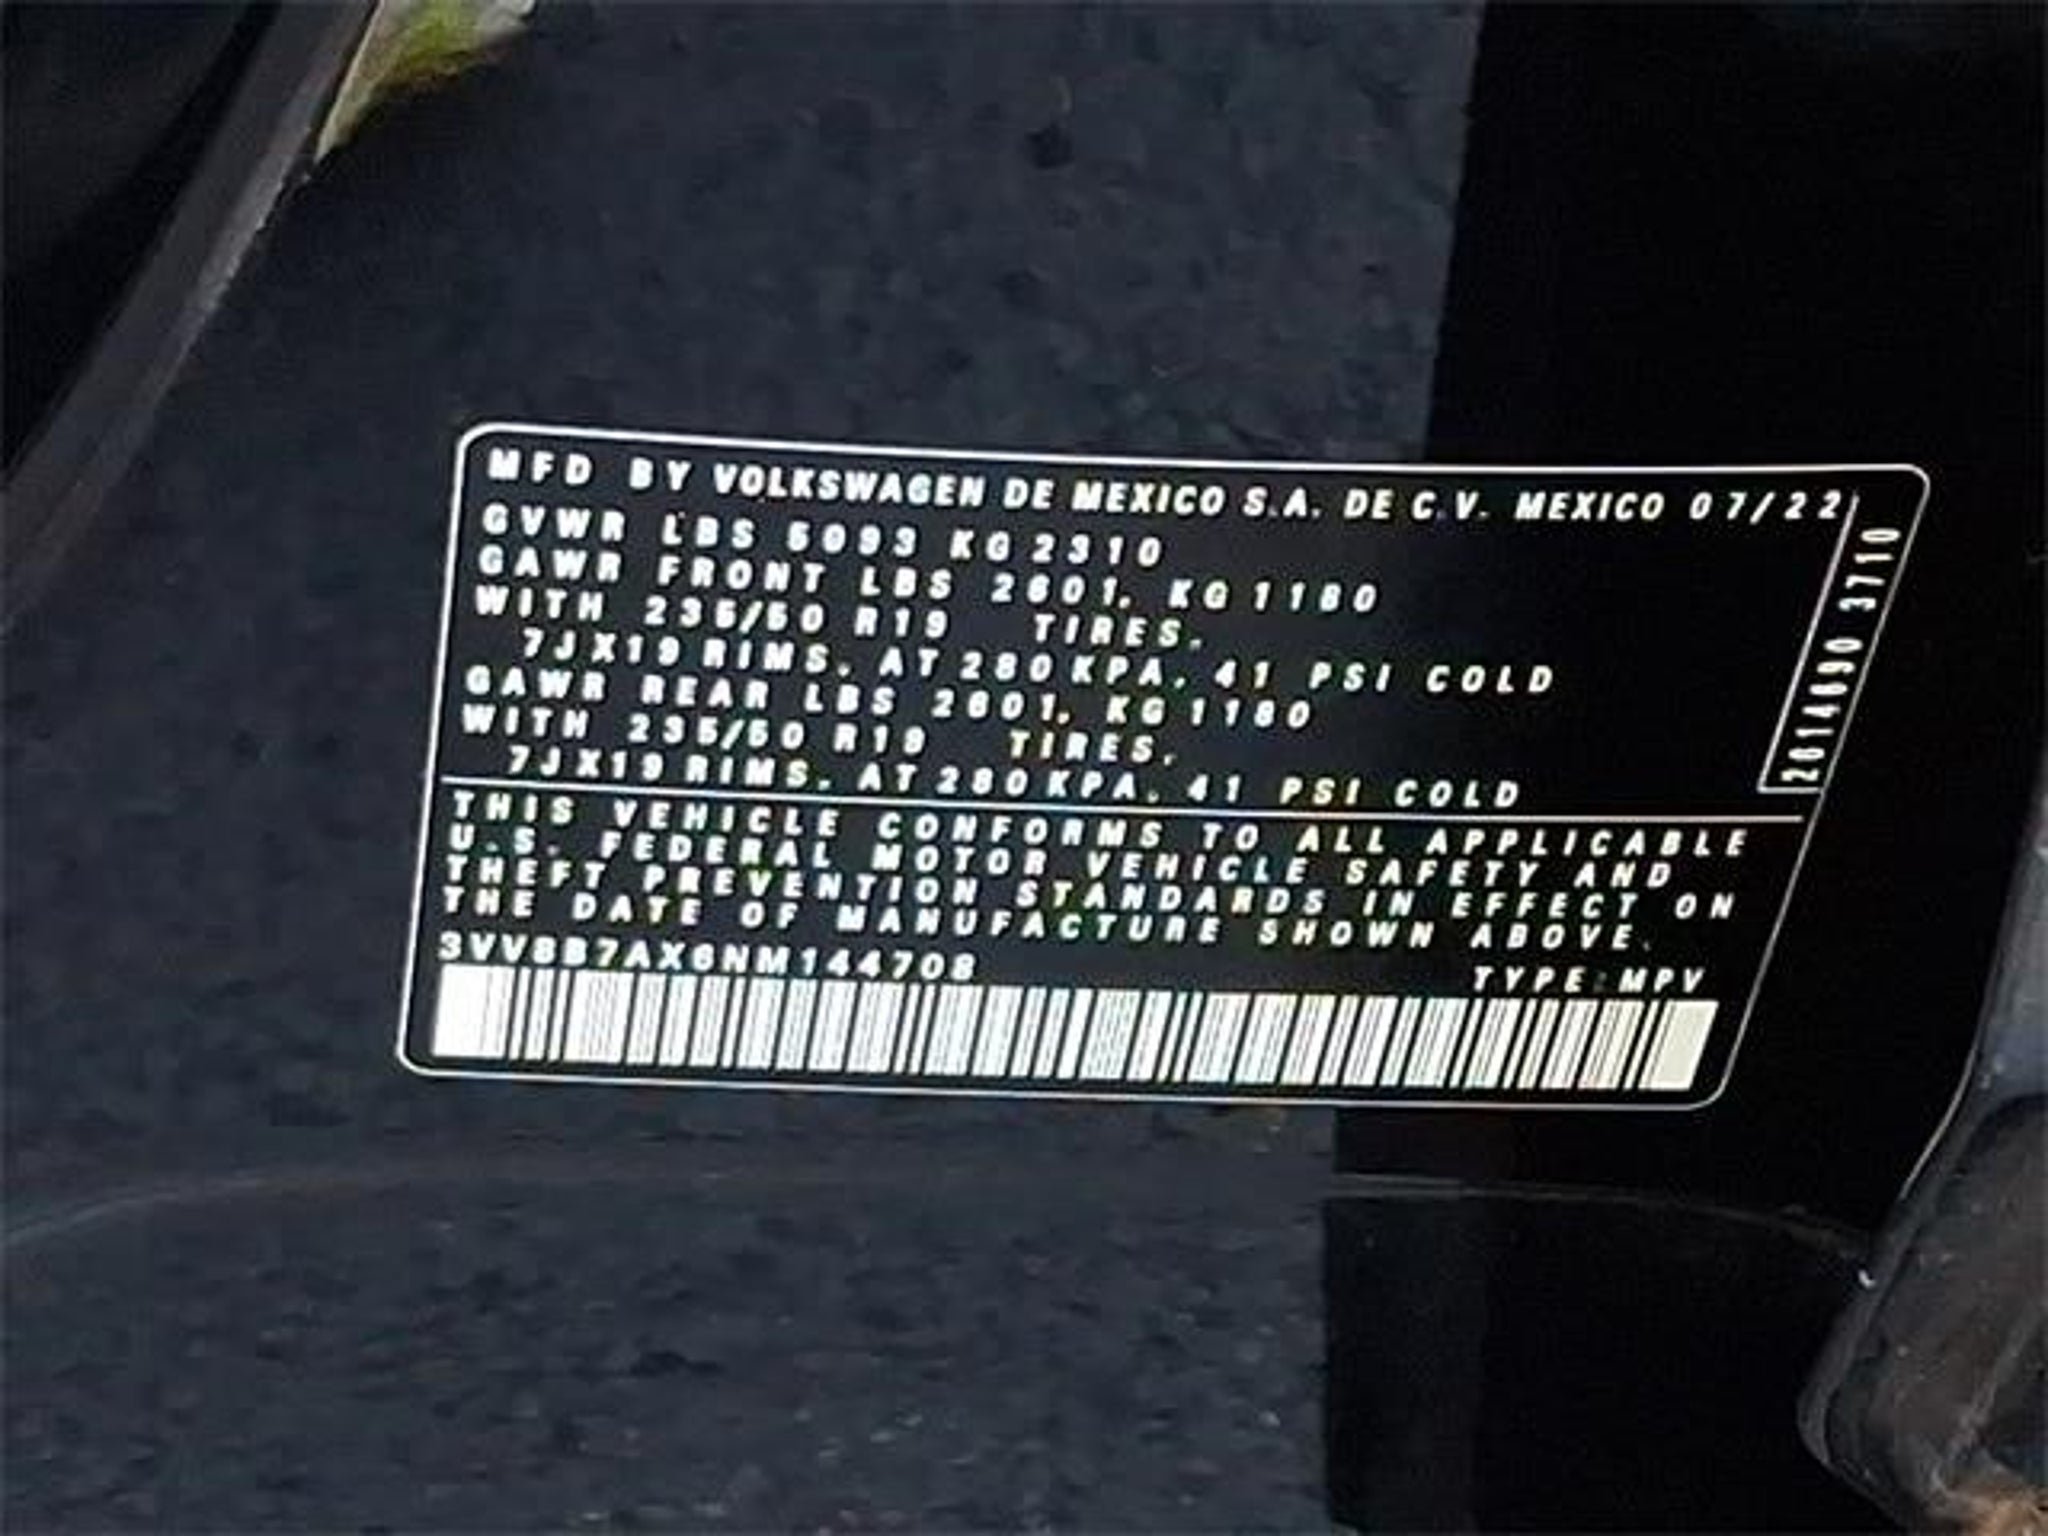 MFD BY VOLKSWAGEN DE MEXICO S.A. DE C.V. MEXICO 07/22
GVWR LBS 5093 KG 2310
GAWR FRONT LBS 2601, KG 1180
WITH 235/50 R19 TIRES,
7JX19 RIMS, AT 280 KPA, 41 PSI COLD
GAWR REAR LBS 2601, KG 1180
WITH 235/50 R19 TIRES,
7JX19 RIMS, AT 280 KPA, 41 PSI COLD
2014690 3710
THIS VEHICLE CONFORMS TO ALL APPLICABLE
U.S. FEDERAL MOTOR VEHICLE SAFETY AND
THEFT PREVENTION STANDARDS IN EFFECT ON
THE DATE OF MANUFACTURE SHOWN ABOVE.
3VV8B7AX6NM144708
TYPE: MPV